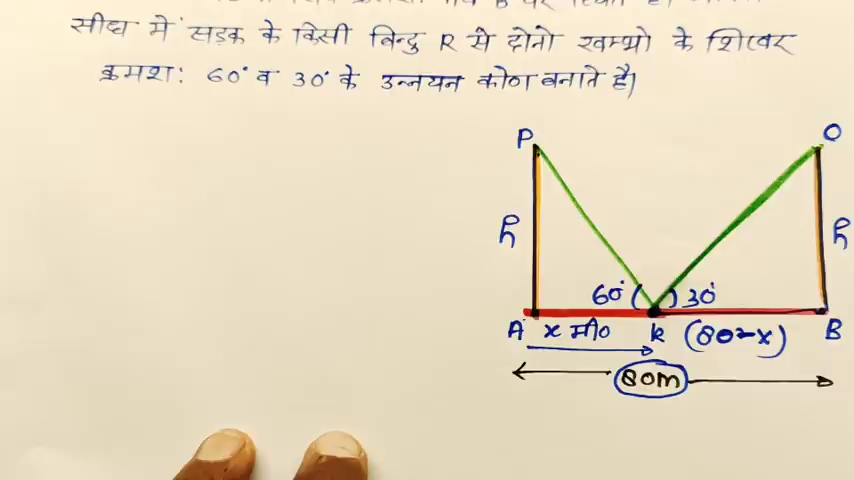 सीध में सड़क के किसी बिन्दु R से दोनो खम्भो के शिखर
क्रमश: 60° व 30° के उन्नयन कोण बनाते है।
P O
h h
60° 30°
A x मी० R (80-x) B
80m